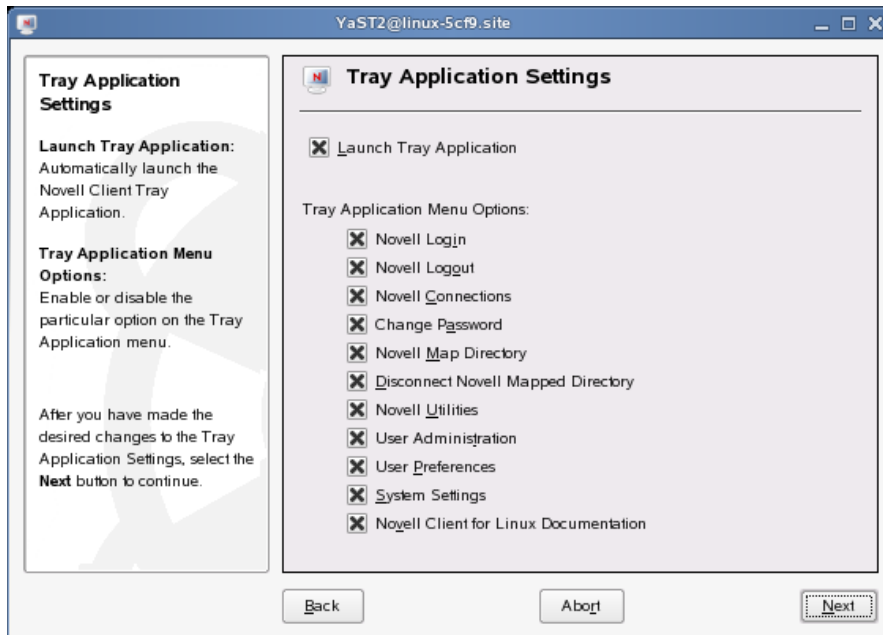 YaST2@linux-5cf9.site
Tray Application
Settings
Launch Tray Application:
Automatically launch the
Novell Client Tray
Application.
Tray Application Menu
Options:
Enable or disable the
particular option on the Tray
Application menu.
After you have made the
desired changes to the Tray
Application Settings, select the
Next button to continue.
N Tray Application Settings
Launch Tray Application
Tray Application Menu Options:
Novell Login
Novell Logout
Novell Connections
Change Password
Novell Map Directory
Disconnect Novell Mapped Directory
Novell Utilities
User Administration
User Preferences
System Settings
Novell Client for Linux Documentation
Back
Abort
Next